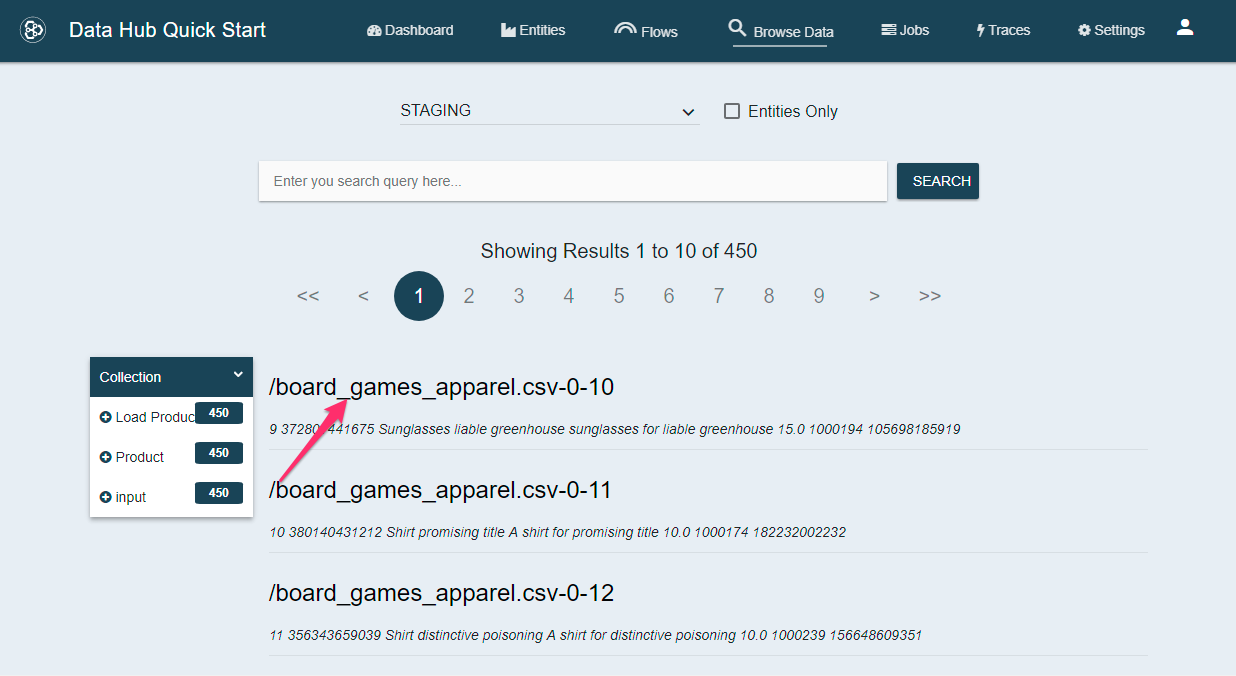 Data Hub Quick Start
Dashboard Entities Flows Browse Data Jobs Traces Settings
STAGING Entities Only
Enter you search query here... SEARCH
Showing Results 1 to 10 of 450
<< < 1 2 3 4 5 6 7 8 9 > >>
Collection
Load Produc 450
Product 450
input 450
/board_games_apparel.csv-0-10
9 Sunglasses liable greenhouse sunglasses for liable greenhouse 15.0 1000194 105698185919
/board_games_apparel.csv-0-11
10 380140431212 Shirt promising title A shirt for promising title 10.0 1000174 182232002232
/board_games_apparel.csv-0-12
11 356343659039 Shirt distinctive poisoning A shirt for distinctive poisoning 10.0 1000239 156648609351